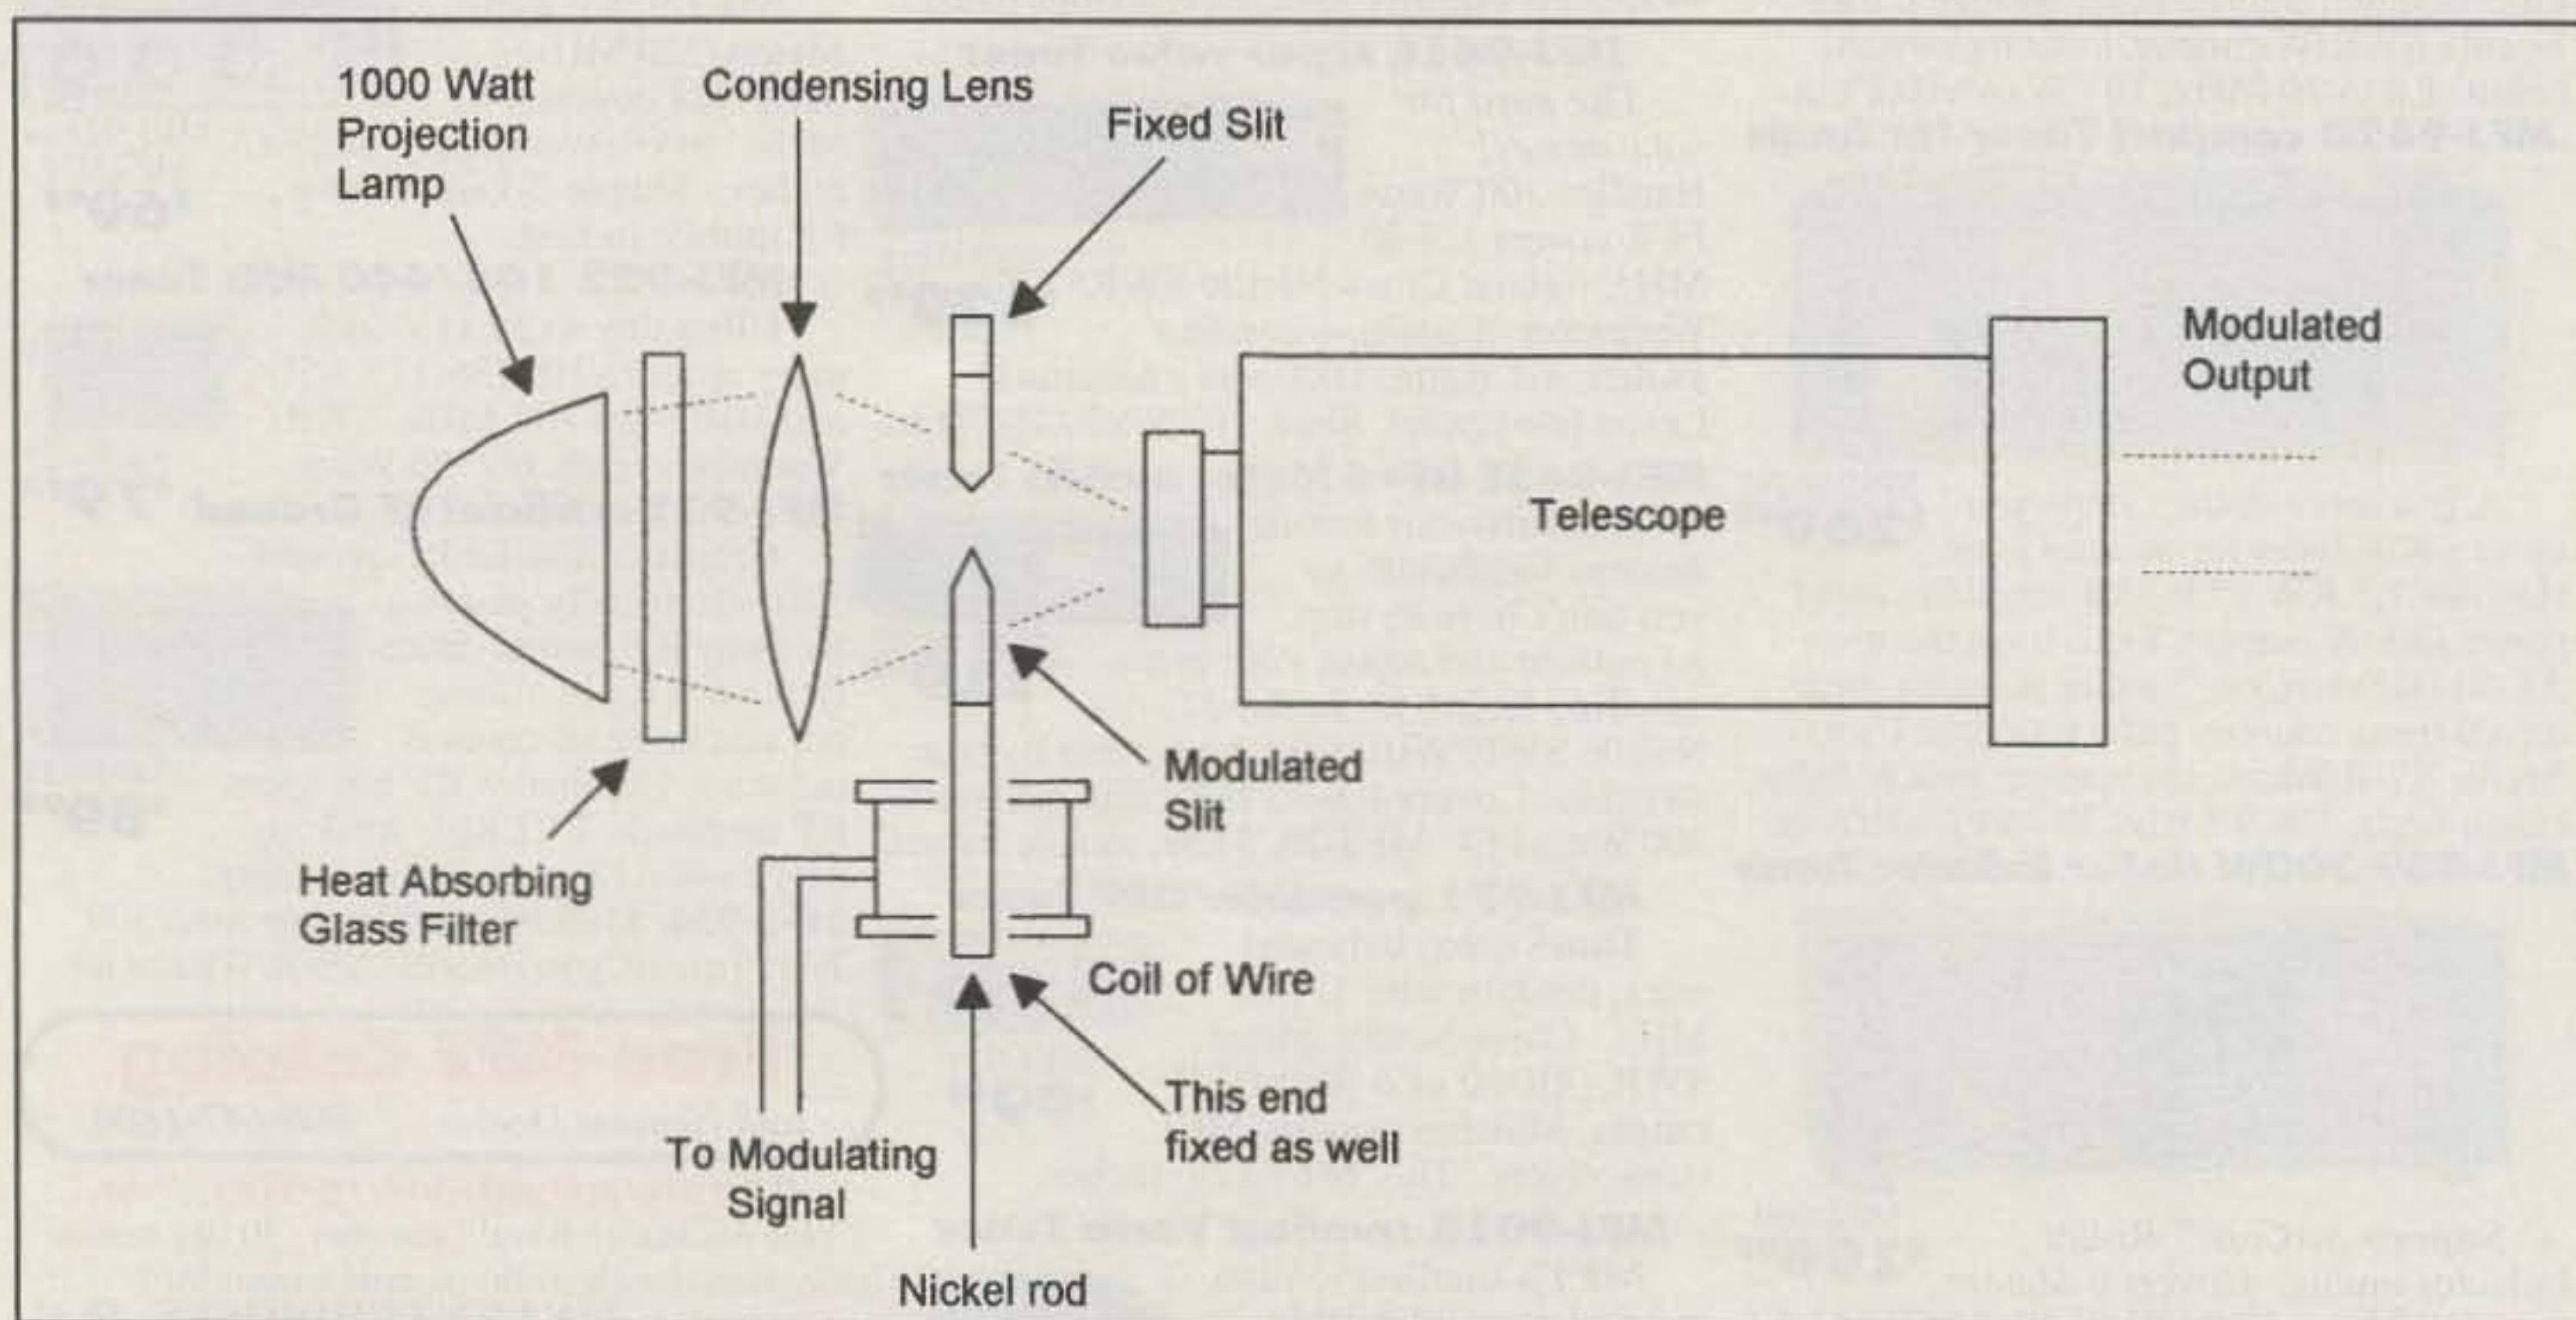 1000 Watt
Projection
Lamp
Condensing Lens
Fixed Slit
Modulated
Output
Telescope
Modulated
Slit
Heat Absorbing
Glass Filter
Coil of Wire
This end
fixed as well
To Modulating
Signal
Nickel rod